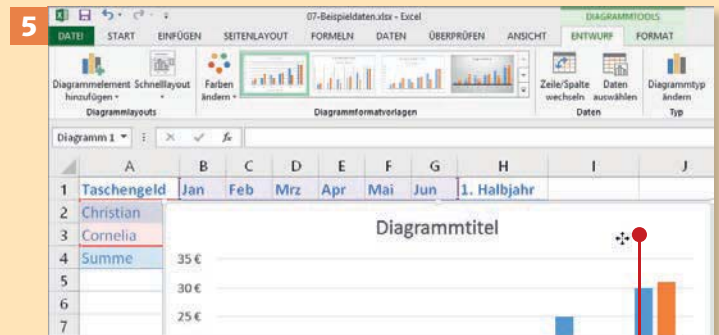 5
07-Beispieldaten.xlsx - Excel
DIAGRAMMTOOLS
DATEI START EINFÜGEN SEITENLAYOUT FORMELN DATEN ÜBERPRÜFEN ANSICHT ENTWURF FORMAT
Diagrammelement hinzufügen
Schnelllayout
Farben ändern
Zeile/Spalte wechseln
Daten auswählen
Diagrammtyp ändern
Diagrammlayouts
Diagrammformatvorlagen
Daten
Typ
Diagramm 1
fx
A B C D E F G H I J
1 Taschengeld Jan Feb Mrz Apr Mai Jun 1. Halbjahr
2 Christian
3 Cornelia
Diagrammtitel
4 Summe
35 €
5
6
30 €
7
25 €